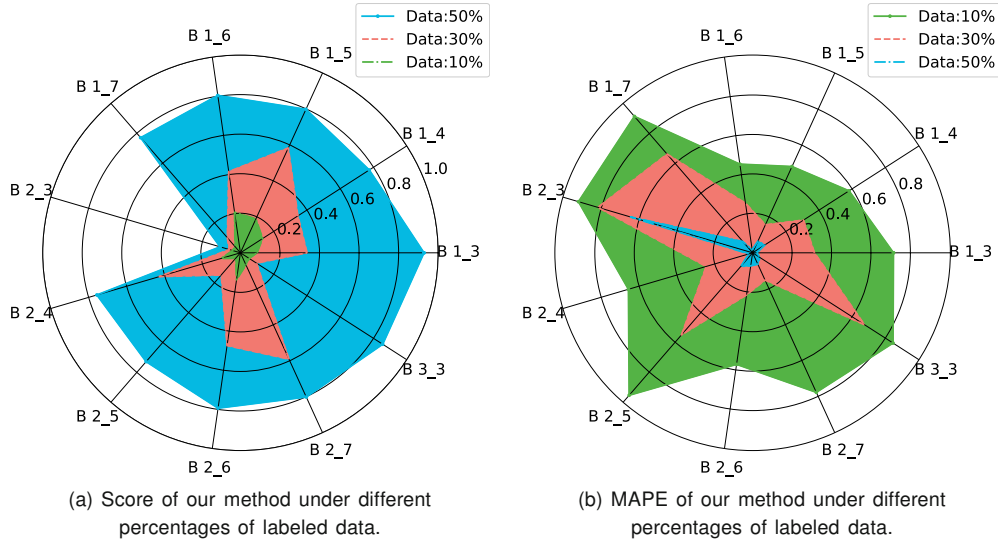 Data:50%
Data:30%
Data:10%
B 1_6
B 1_5
B 1_7
B 1_4
1.0
0.8
0.6
0.4
0.2
B 2_3
B 1_3
B 2_4
B 3_3
B 2_5
B 2_7
B 2_6
(a) Score of our method under different
percentages of labeled data.
Data:10%
Data:30%
Data:50%
B 1_6
B 1_5
B 1_7
B 1_4
1.0
0.8
0.6
0.4
0.2
B 2_3
B 1_3
B 2_4
B 3_3
B 2_5
B 2_7
B 2_6
(b) MAPE of our method under different
percentages of labeled data.